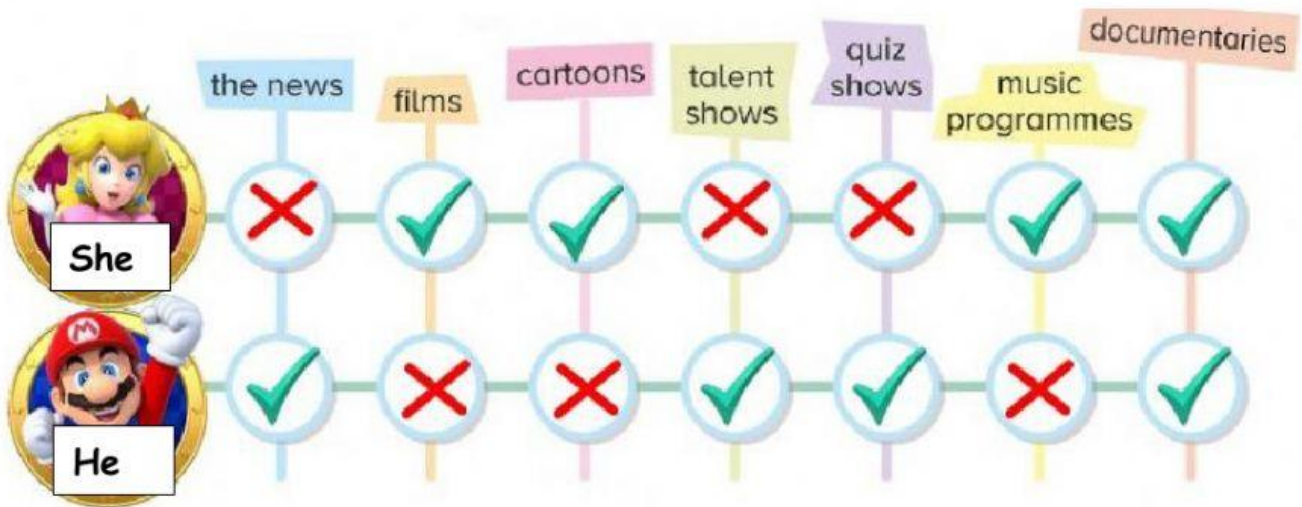 the news
films
cartoons
talent
shows
quiz
shows
music
programmes
documentaries
She
M
He